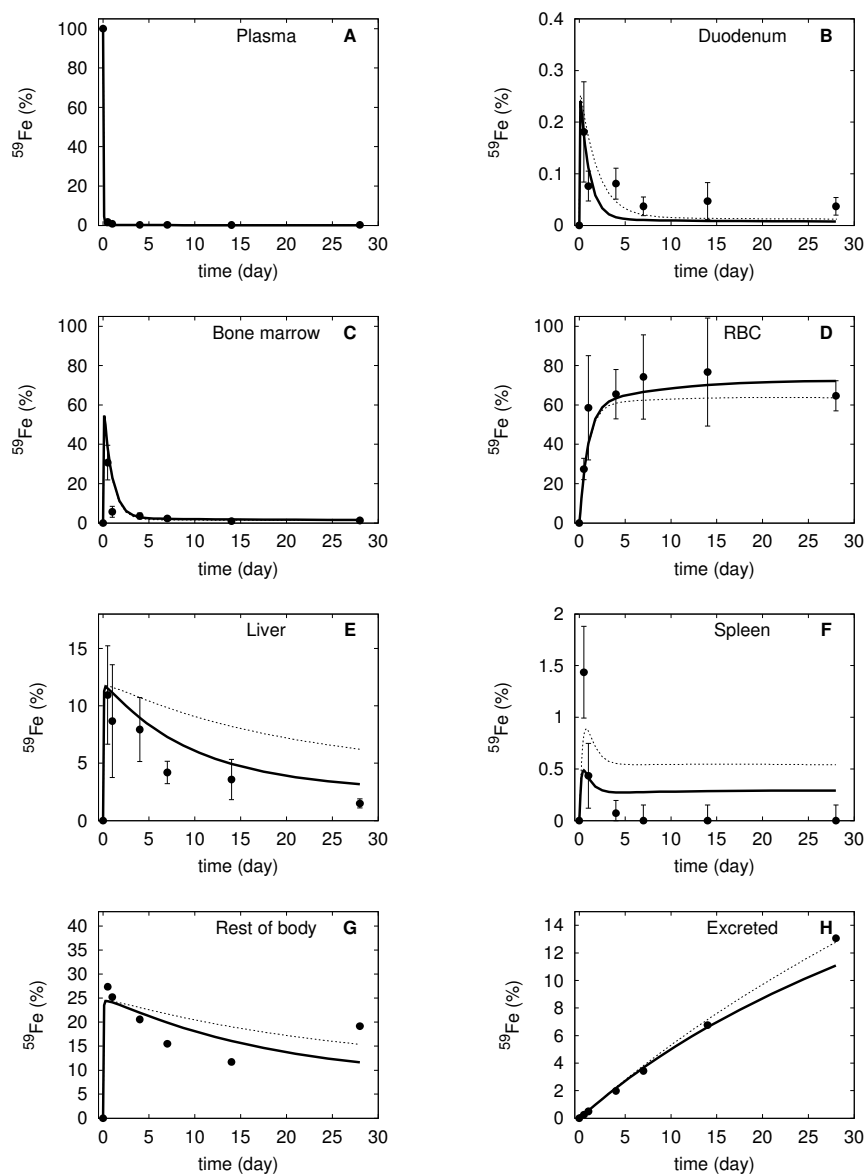 Plasma A
⁵⁹Fe (%)
100
80
60
40
20
0
0 5 10 15 20 25 30
time (day)
Duodenum B
⁵⁹Fe (%)
0.4
0.3
0.2
0.1
0
0 5 10 15 20 25 30
time (day)
Bone marrow C
⁵⁹Fe (%)
100
80
60
40
20
0
0 5 10 15 20 25 30
time (day)
RBC D
⁵⁹Fe (%)
100
80
60
40
20
0
0 5 10 15 20 25 30
time (day)
Liver E
⁵⁹Fe (%)
15
10
5
0
0 5 10 15 20 25 30
time (day)
Spleen F
⁵⁹Fe (%)
2
1.5
1
0.5
0
0 5 10 15 20 25 30
time (day)
Rest of body G
⁵⁹Fe (%)
40
35
30
25
20
15
10
5
0
0 5 10 15 20 25 30
time (day)
Excreted H
⁵⁹Fe (%)
14
12
10
8
6
4
2
0
0 5 10 15 20 25 30
time (day)